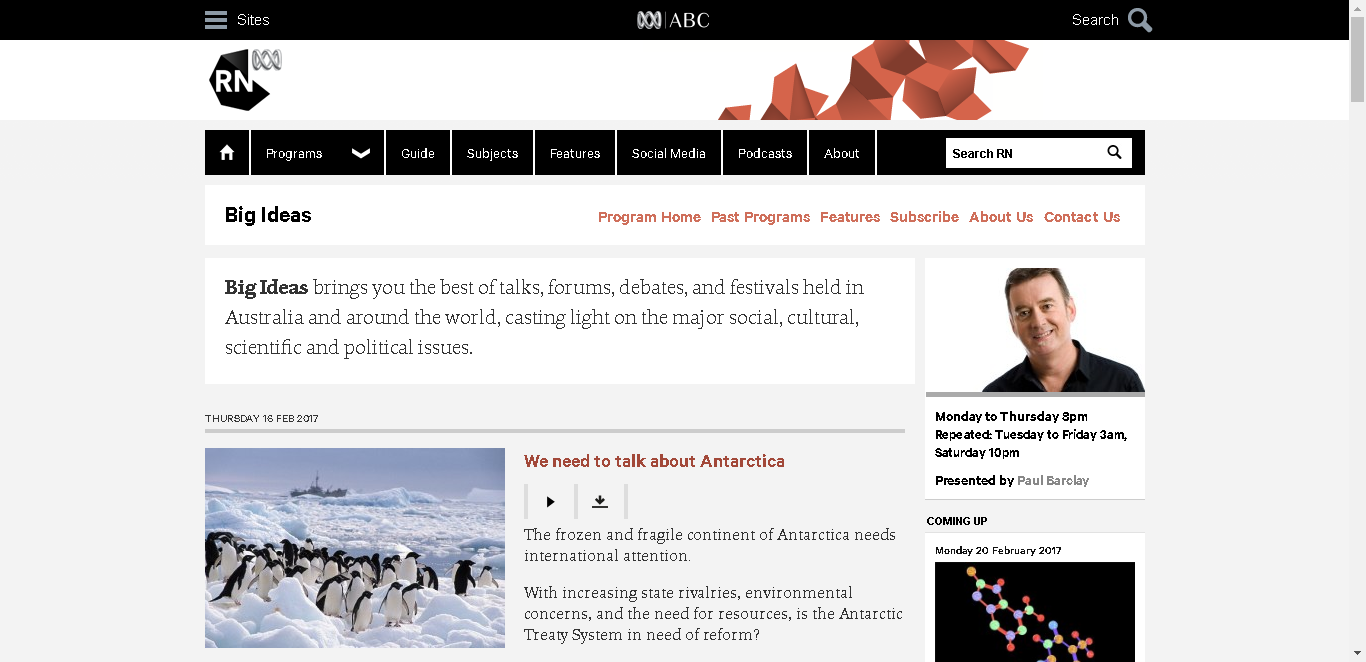 Sites
ABC
Search
RN
Programs
Guide
Subjects
Features
Social Media
Podcasts
About
Search RN
Big Ideas
Program Home
Past Programs
Features
Subscribe
About Us
Contact Us
Big Ideas brings you the best of talks, forums, debates, and festivals held in
Australia and around the world, casting light on the major social, cultural,
scientific and political issues.
Monday to Thursday 8pm
Repeated: Tuesday to Friday 3am,
Saturday 10pm
Presented by Paul Barclay
THURSDAY 16 FEB 2017
We need to talk about Antarctica
The frozen and fragile continent of Antarctica needs
international attention.
With increasing state rivalries, environmental
concerns, and the need for resources, is the Antarctic
Treaty System in need of reform?
COMING UP
Monday 20 February 2017